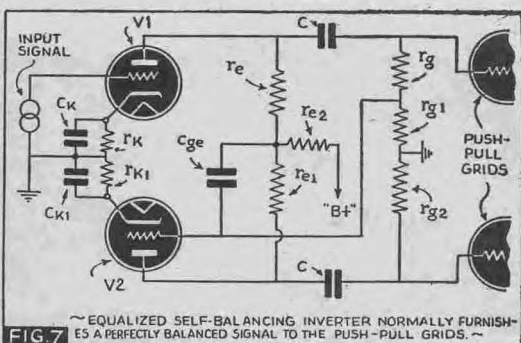 V1
C
INPUT
SIGNAL
re
rg
CK
rK
Cge
re2
rg1
PUSH-
PULL
GRIDS
CK1
rK1
re1
"B+"
rg2
V2
C
~ EQUALIZED SELF-BALANCING INVERTER NORMALLY FURNISH-
FIG.7 ES A PERFECTLY BALANCED SIGNAL TO THE PUSH-PULL GRIDS. ~